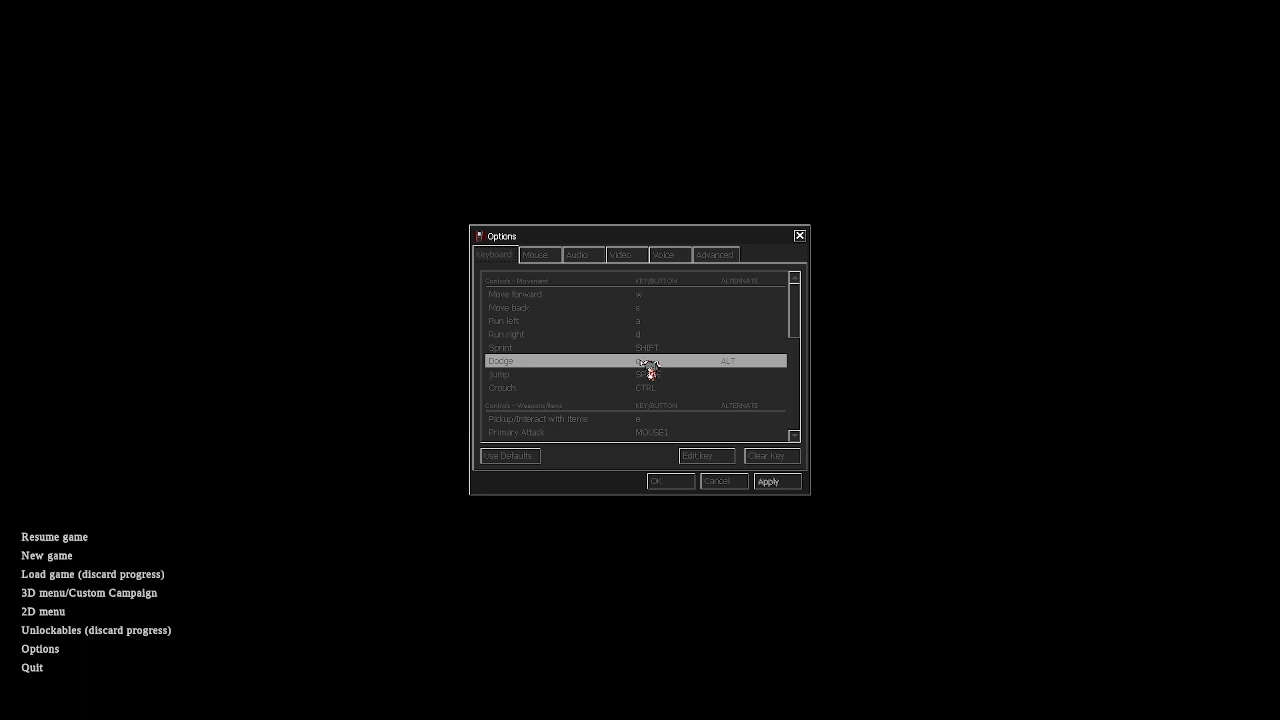 Options
Keyboard Mouse Audio Video Voice Advanced
Controls - Movement KEY/BUTTON ALTERNATE
Move forward w
Move back s
Run left a
Run right d
Sprint SHIFT
Dodge ALT
Jump
Crouch CTRL
Controls - Weapons/Items KEY/BUTTON ALTERNATE
Pickup/Interact with items e
Primary Attack MOUSE1
Use Defaults Edit key Clear Key
OK Cancel Apply
Resume game
New game
Load game (discard progress)
3D menu/Custom Campaign
2D menu
Unlockables (discard progress)
Options
Quit